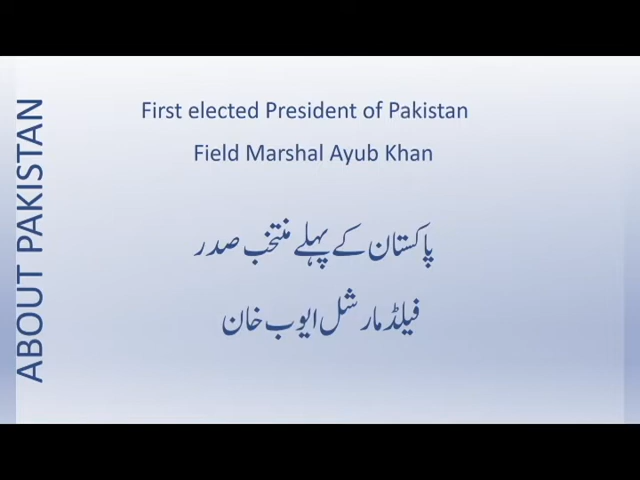 ABOUT PAKISTAN
First elected President of Pakistan
Field Marshal Ayub Khan
پاکستان کے پہلے منتخب صدر
فیلڈ مارشل ایوب خان